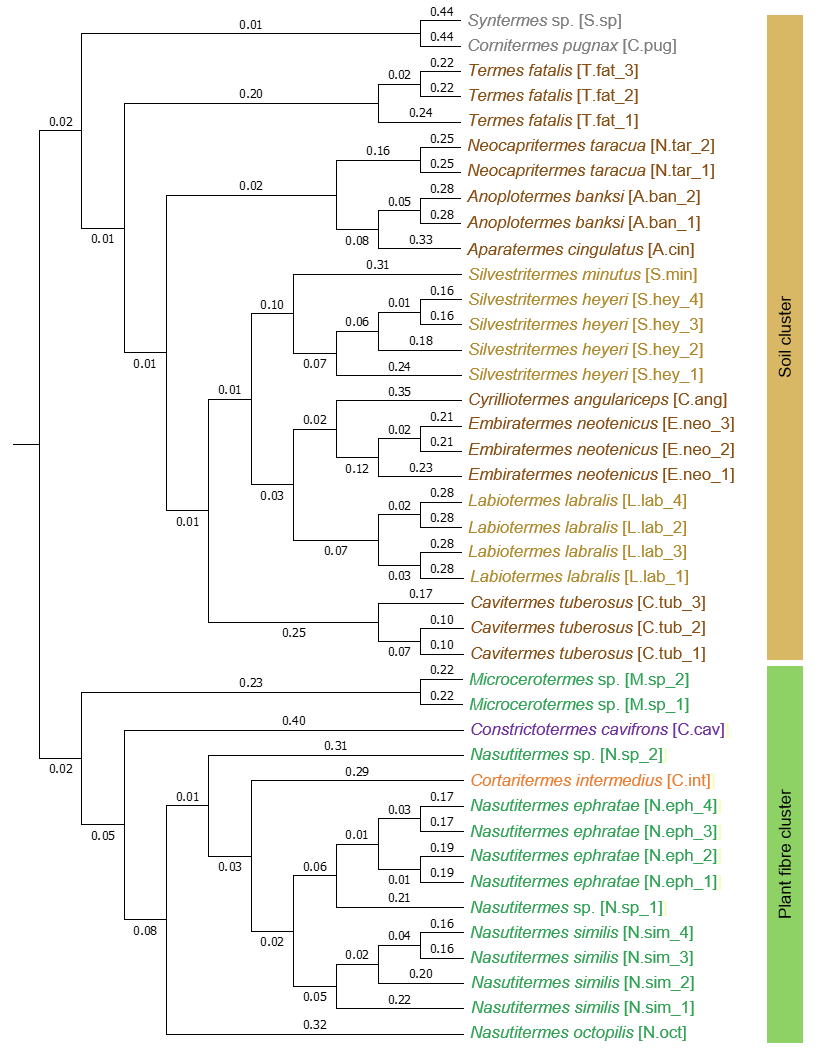 0.44
Syntermes sp. [S.sp]
0.01
0.44
Cornitermes pugnax [C.pug]
0.22
Termes fatalis [T.fat_3]
0.02
0.22
Termes fatalis [T.fat_2]
0.20
0.24
Termes fatalis [T.fat_1]
0.02
0.25
Neocapritermes taracua [N.tar_2]
0.16
0.25
Neocapritermes taracua [N.tar_1]
0.02
0.28
Anoplotermes banksi [A.ban_2]
0.05
0.28
Anoplotermes banksi [A.ban_1]
0.01
0.08
0.33
Aparatermes cingulatus [A.cin]
0.31
Silvestritermes minutus [S.min]
0.10
0.16
Silvestritermes heyeri [S.hey_4]
0.01
0.16
Silvestritermes heyeri [S.hey_3]
0.06
0.18
Silvestritermes heyeri [S.hey_2]
0.01
0.07
0.24
Silvestritermes heyeri [S.hey_1]
0.01
0.35
Cyrilliotermes angulariceps [C.ang]
0.02
0.21
Embiratermes neotenicus [E.neo_3]
0.02
0.21
Embiratermes neotenicus [E.neo_2]
0.12
0.23
Embiratermes neotenicus [E.neo_1]
0.03
0.28
Labiotermes labralis [L.lab_4]
0.02
0.01
0.28
Labiotermes labralis [L.lab_2]
0.07
0.28
Labiotermes labralis [L.lab_3]
0.03
0.28
Labiotermes labralis [L.lab_1]
0.17
Cavitermes tuberosus [C.tub_3]
0.25
0.10
Cavitermes tuberosus [C.tub_2]
0.07
0.10
Cavitermes tuberosus [C.tub_1]
Soil cluster
0.22
Microcerotermes sp. [M.sp_2]
0.23
0.22
Microcerotermes sp. [M.sp_1]
0.40
Constrictotermes cavifrons [C.cav]
0.02
0.31
Nasutitermes sp. [N.sp_2]
0.29
Cortaritermes intermedius [C.int]
0.01
0.17
Nasutitermes ephratae [N.eph_4]
0.03
0.17
Nasutitermes ephratae [N.eph_3]
0.05
0.01
0.19
Nasutitermes ephratae [N.eph_2]
0.03
0.06
0.01
0.19
Nasutitermes ephratae [N.eph_1]
0.21
Nasutitermes sp. [N.sp_1]
0.08
0.16
Nasutitermes similis [N.sim_4]
0.02
0.04
0.16
Nasutitermes similis [N.sim_3]
0.02
0.20
Nasutitermes similis [N.sim_2]
0.05
0.22
Nasutitermes similis [N.sim_1]
0.32
Nasutitermes octopilis [N.oct]
Plant fibre cluster